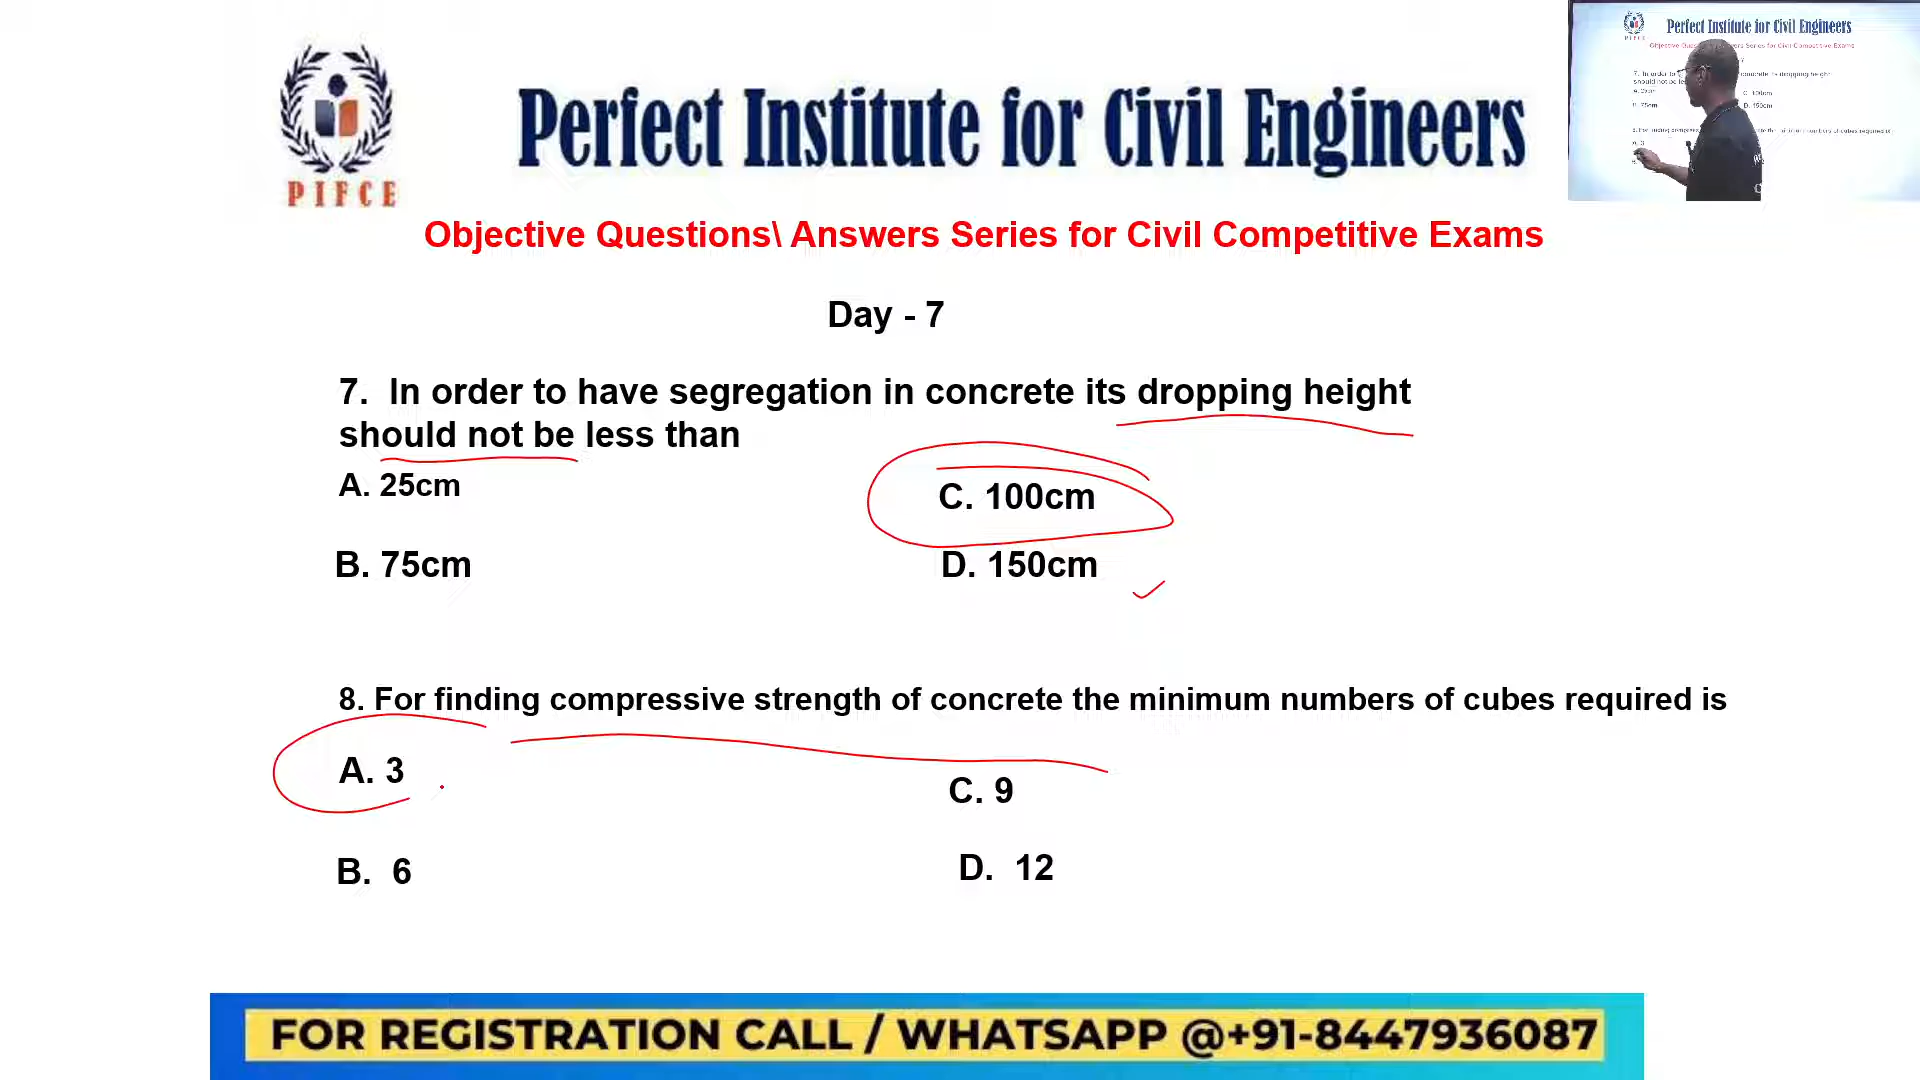 PIFCE
Perfect Institute for Civil Engineers
Objective Questions\ Answers Series for Civil Competitive Exams
Day - 7
7. In order to have segregation in concrete its dropping height
should not be less than
A. 25cm
C. 100cm
B. 75cm
D. 150cm
8. For finding compressive strength of concrete the minimum numbers of cubes required is
A. 3
C. 9
B. 6
D. 12
FOR REGISTRATION CALL / WHATSAPP @+91-8447936087
Perfect Institute for Civil Engineers